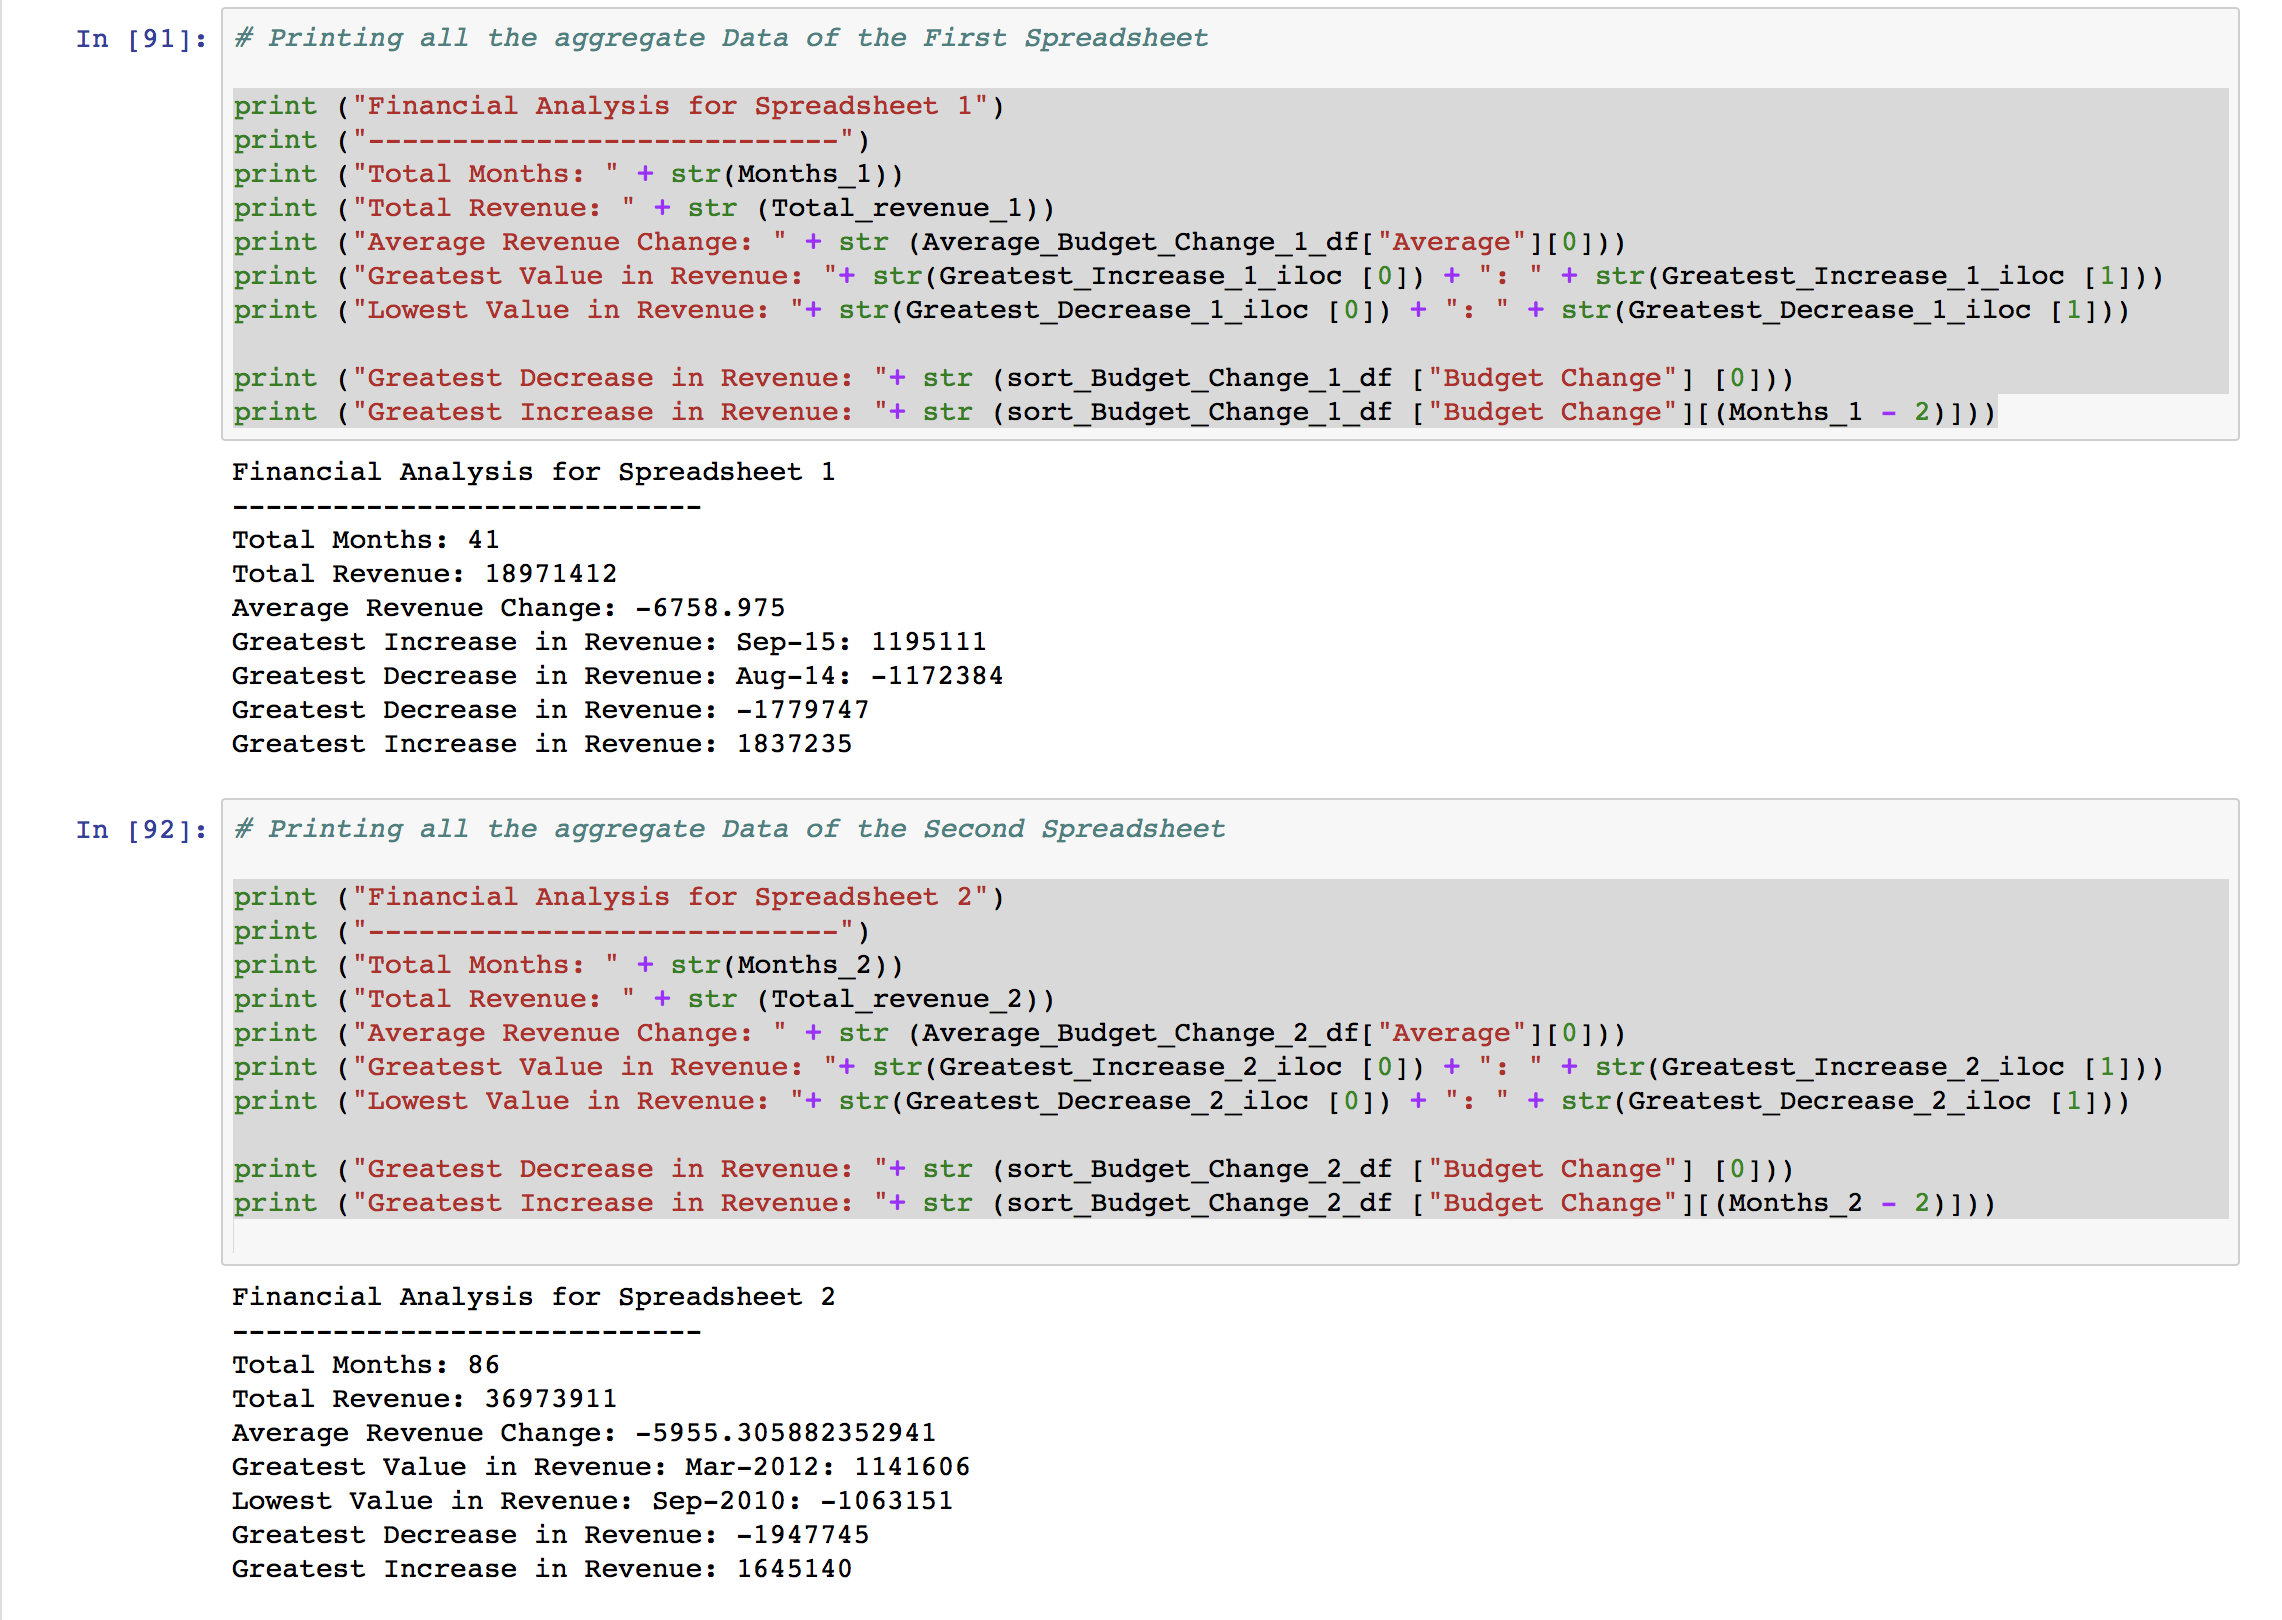 In [91]: # Printing all the aggregate Data of the First Spreadsheet
print ("Financial Analysis for Spreadsheet 1")
print ("----------------------------")
print ("Total Months: " + str(Months_1))
print ("Total Revenue: " + str (Total_revenue_1))
print ("Average Revenue Change: " + str (Average_Budget_Change_1_df["Average"][0]))
print ("Greatest Value in Revenue: "+ str(Greatest_Increase_1_iloc [0]) + ": " + str(Greatest_Increase_1_iloc [1]))
print ("Lowest Value in Revenue: "+ str(Greatest_Decrease_1_iloc [0]) + ": " + str(Greatest_Decrease_1_iloc [1]))
print ("Greatest Decrease in Revenue: "+ str (sort_Budget_Change_1_df ["Budget Change"] [0]))
print ("Greatest Increase in Revenue: "+ str (sort_Budget_Change_1_df ["Budget Change"][(Months_1 - 2)]))
Financial Analysis for Spreadsheet 1
----------------------------
Total Months: 41
Total Revenue: 18971412
Average Revenue Change: -6758.975
Greatest Increase in Revenue: Sep-15: 1195111
Greatest Decrease in Revenue: Aug-14: -1172384
Greatest Decrease in Revenue: -1779747
Greatest Increase in Revenue: 1837235
In [92]: # Printing all the aggregate Data of the Second Spreadsheet
print ("Financial Analysis for Spreadsheet 2")
print ("----------------------------")
print ("Total Months: " + str(Months_2))
print ("Total Revenue: " + str (Total_revenue_2))
print ("Average Revenue Change: " + str (Average_Budget_Change_2_df["Average"][0]))
print ("Greatest Value in Revenue: "+ str(Greatest_Increase_2_iloc [0]) + ": " + str(Greatest_Increase_2_iloc [1]))
print ("Lowest Value in Revenue: "+ str(Greatest_Decrease_2_iloc [0]) + ": " + str(Greatest_Decrease_2_iloc [1]))
print ("Greatest Decrease in Revenue: "+ str (sort_Budget_Change_2_df ["Budget Change"] [0]))
print ("Greatest Increase in Revenue: "+ str (sort_Budget_Change_2_df ["Budget Change"][(Months_2 - 2)]))
Financial Analysis for Spreadsheet 2
----------------------------
Total Months: 86
Total Revenue: 36973911
Average Revenue Change: -5955.305882352941
Greatest Value in Revenue: Mar-2012: 1141606
Lowest Value in Revenue: Sep-2010: -1063151
Greatest Decrease in Revenue: -1947745
Greatest Increase in Revenue: 1645140